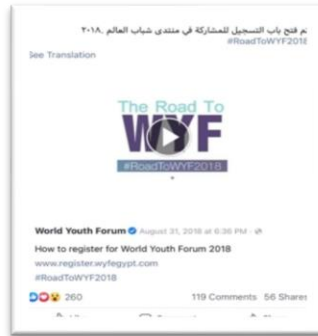 تم فتح باب التسجيل للمشاركة في منتدى شباب العالم ٢٠١٨.
#RoadToWYF2018
See Translation
The Road To
WYF
#RoadToWYF2018
World Youth Forum August 31, 2018 at 6:36 PM ·
How to register for World Youth Forum 2018
www.register.wyfegypt.com
#RoadToWYF2018
260 119 Comments 56 Shares